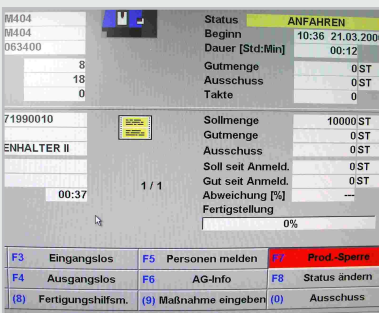 M404
Status ANFAHREN
M404
Beginn 10:36 21.03.200
063400
Dauer [Std:Min] 00:12
8
Gutmenge 0 ST
18
Ausschuss 0 ST
0
Takte 0
71990010
Sollmenge 10000 ST
Gutmenge 0 ST
ENHALTER II
Ausschuss 0 ST
Soll seit Anmeld. 0 ST
1 / 1
Gut seit Anmeld. 0 ST
00:37
Abweichung [%] ---
Fertigstellung
0%
F3 Eingangslos
F5 Personen melden
F7 Prod.-Sperre
F4 Ausgangslos
F6 AG-Info
F8 Status ändern
(8) Fertigungshilfsm.
(9) Maßnahme eingeben
(0) Ausschuss